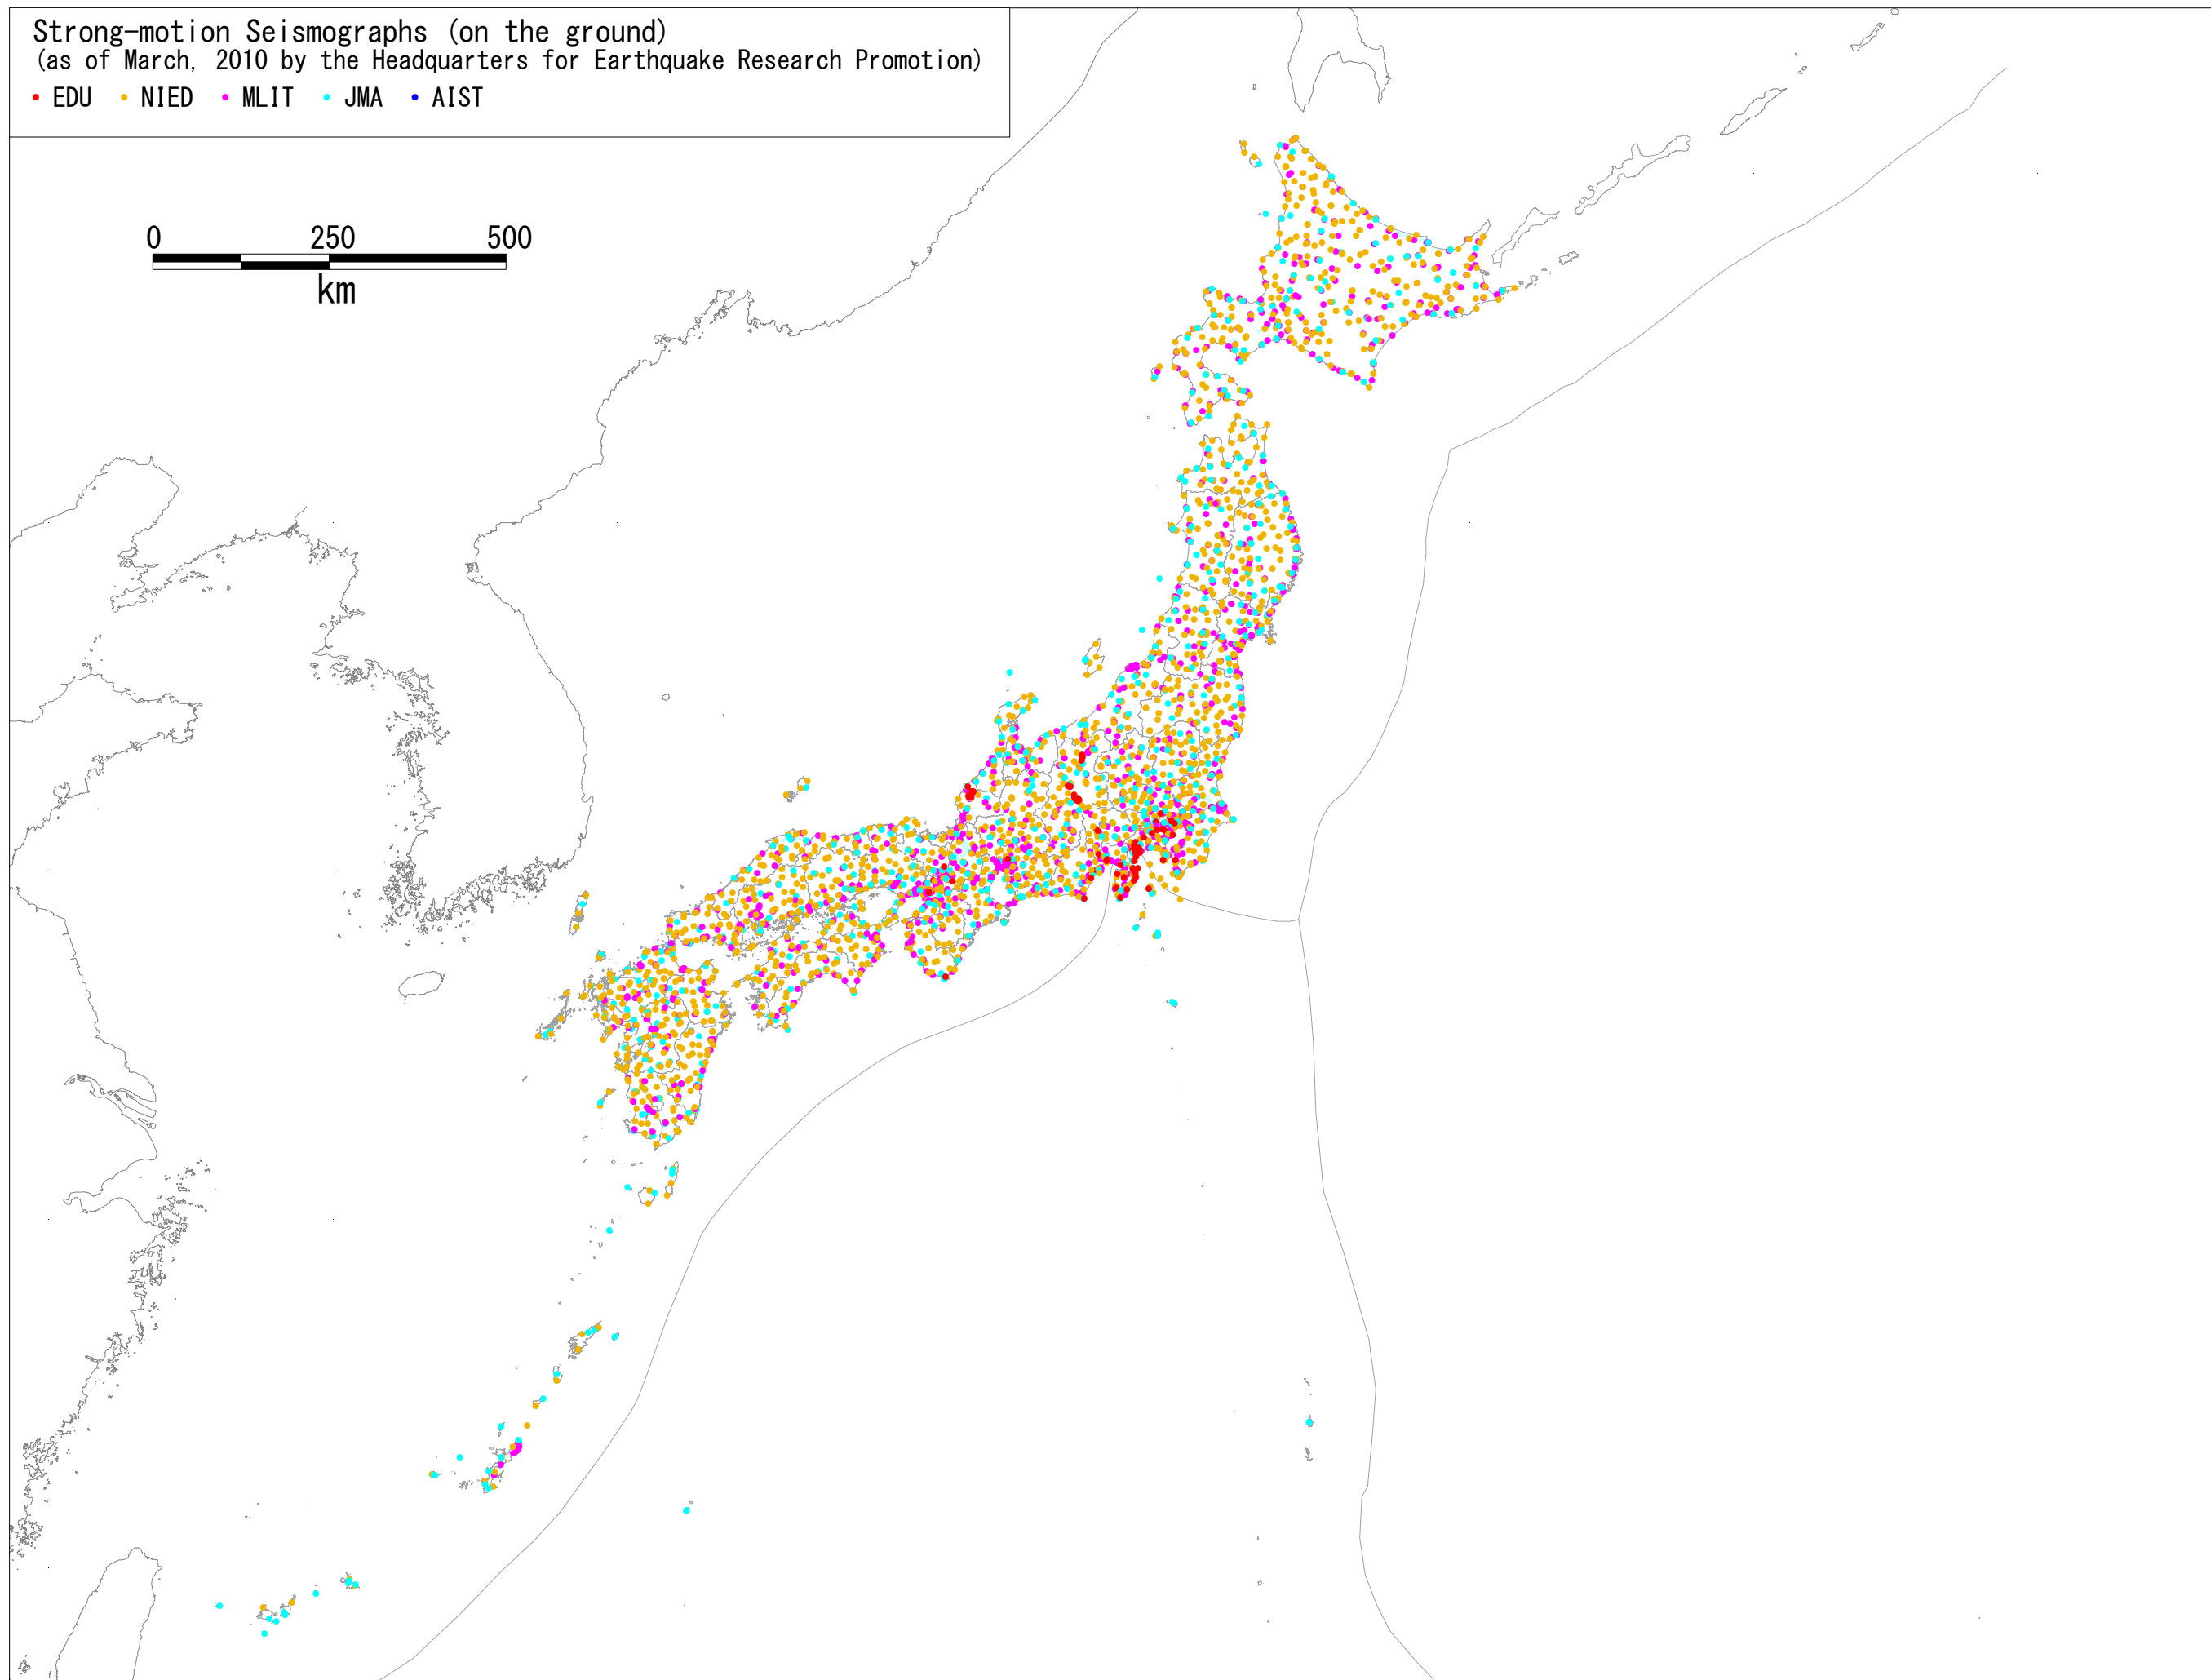 Strong-motion Seismographs (on the ground)
(as of March, 2010 by the Headquarters for Earthquake Research Promotion)
EDU NIED MLIT JMA AIST
0 250 500
km